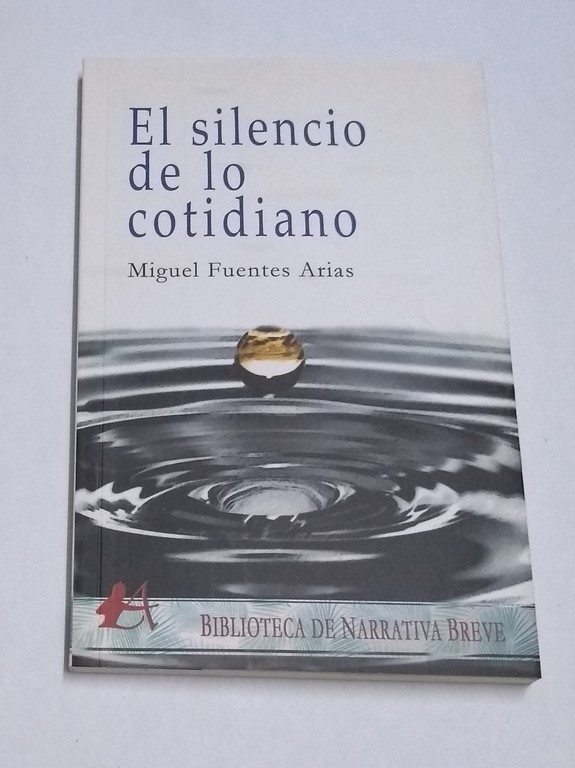 El silencio
de lo
cotidiano
Miguel Fuentes Arias
A
BIBLIOTECA DE NARRATIVA BREVE